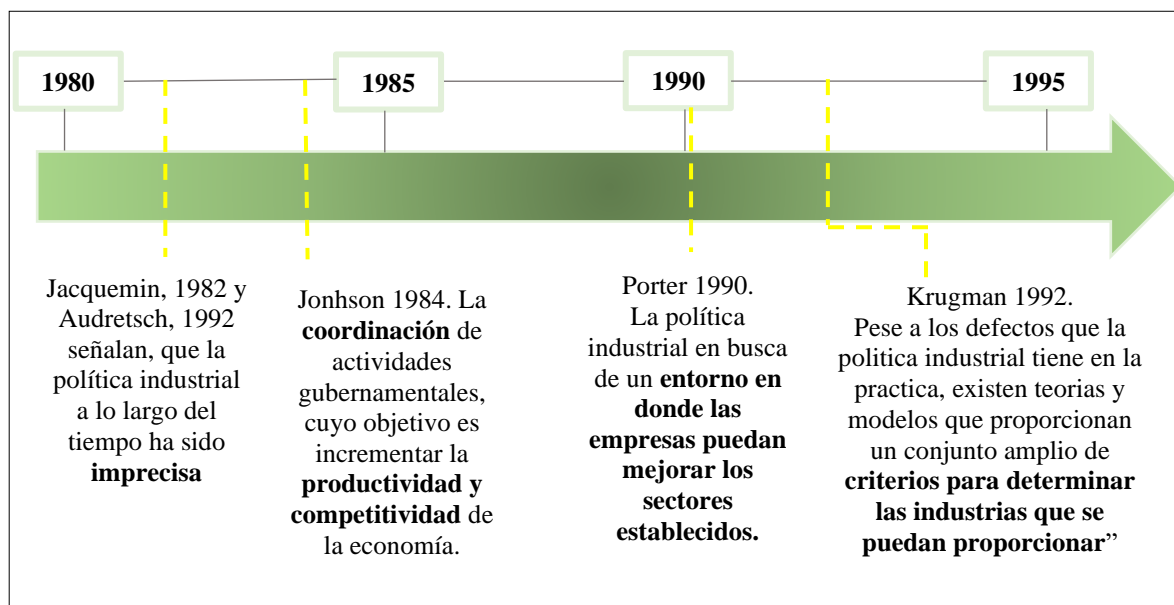 1980
1985
1990
1995
Jacquemin, 1982 y
Audretsch, 1992
señalan, que la
política industrial
a lo largo del
tiempo ha sido
imprecisa
Jonhson 1984. La
coordinación de
actividades
gubernamentales,
cuyo objetivo es
incrementar la
productividad y
competitividad de
la economía.
Porter 1990.
La política
industrial en busca
de un entorno en
donde las
empresas puedan
mejorar los
sectores
establecidos.
Krugman 1992.
Pese a los defectos que la
politica industrial tiene en la
practica, existen teorias y
modelos que proporcionan
un conjunto amplio de
criterios para determinar
las industrias que se
puedan proporcionar”